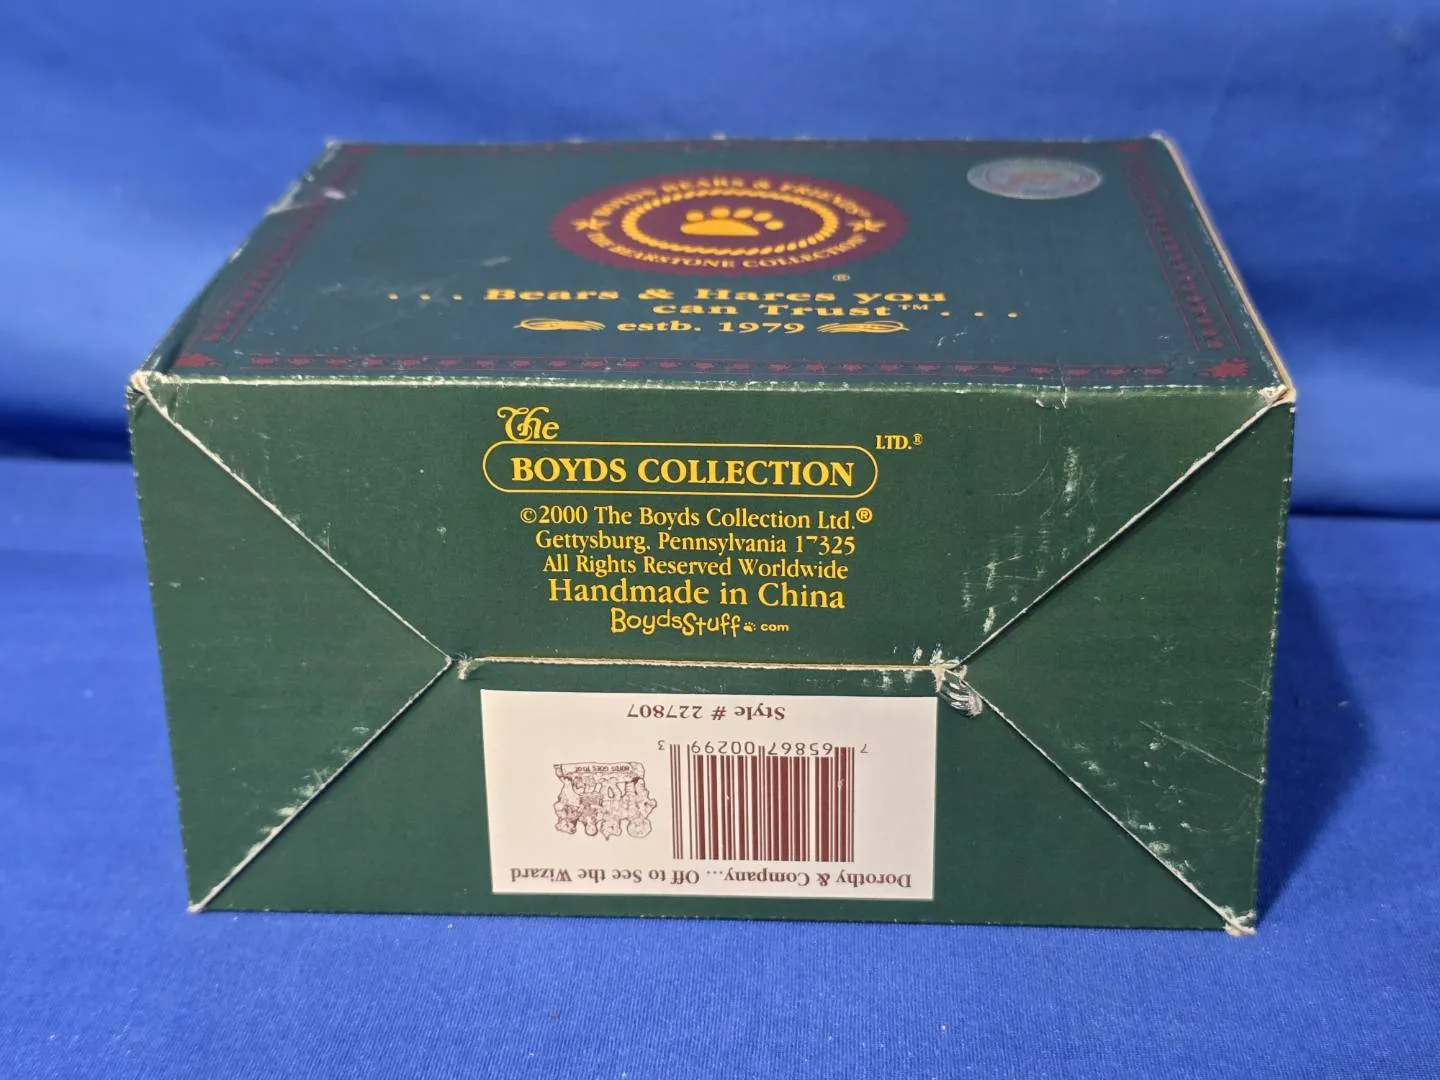 BOYDS BEARS & FRIENDS
THE BEARSTONE COLLECTION
®
. . . Bears & Hares you
can Trust™ . . .
estb. 1979
The
BOYDS COLLECTION
LTD.®
©2000 The Boyds Collection Ltd.®
Gettysburg, Pennsylvania 17325
All Rights Reserved Worldwide
Handmade in China
BoydsStuff.com
Dorothy & Company... Off to See the Wizard
7 65867 00299 3
Style # 227807